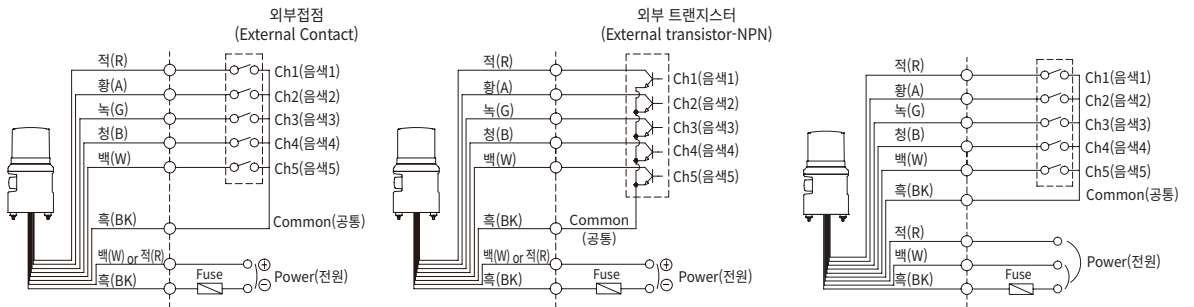 외부접점
(External Contact)
적(R)
Ch1(음색1)
황(A)
Ch2(음색2)
녹(G)
Ch3(음색3)
청(B)
Ch4(음색4)
백(W)
Ch5(음색5)
흑(BK)
Common(공통)
백(W) or 적(R)
⊕
Fuse
Power(전원)
흑(BK)
⊖
외부 트랜지스터
(External transistor-NPN)
적(R)
Ch1(음색1)
황(A)
Ch2(음색2)
녹(G)
Ch3(음색3)
청(B)
Ch4(음색4)
백(W)
Ch5(음색5)
흑(BK)
Common
(공통)
백(W) or 적(R)
⊕
Fuse
Power(전원)
흑(BK)
⊖
적(R)
Ch1(음색1)
황(A)
Ch2(음색2)
녹(G)
Ch3(음색3)
청(B)
Ch4(음색4)
백(W)
Ch5(음색5)
흑(BK)
Common(공통)
적(R)
백(W)
Power(전원)
Fuse
흑(BK)